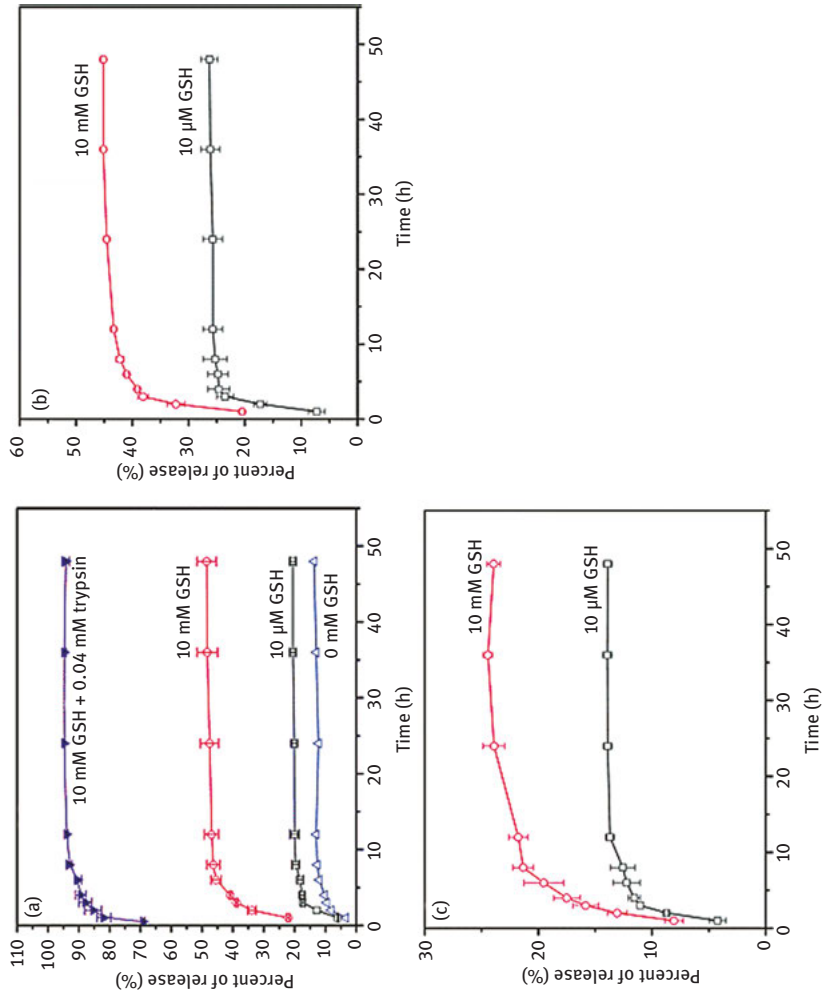 (a)
Percent of release (%)
110
100
90
80
70
60
50
40
30
20
10
0
10 mM GSH + 0.04 mM trypsin
10 mM GSH
10 µM GSH
0 mM GSH
0 10 20 30 40 50
Time (h)
(b)
Percent of release (%)
60
50
40
30
20
10
0
10 mM GSH
10 µM GSH
0 10 20 30 40 50
Time (h)
(c)
Percent of release (%)
30
20
10
0
10 mM GSH
10 µM GSH
0 10 20 30 40 50
Time (h)